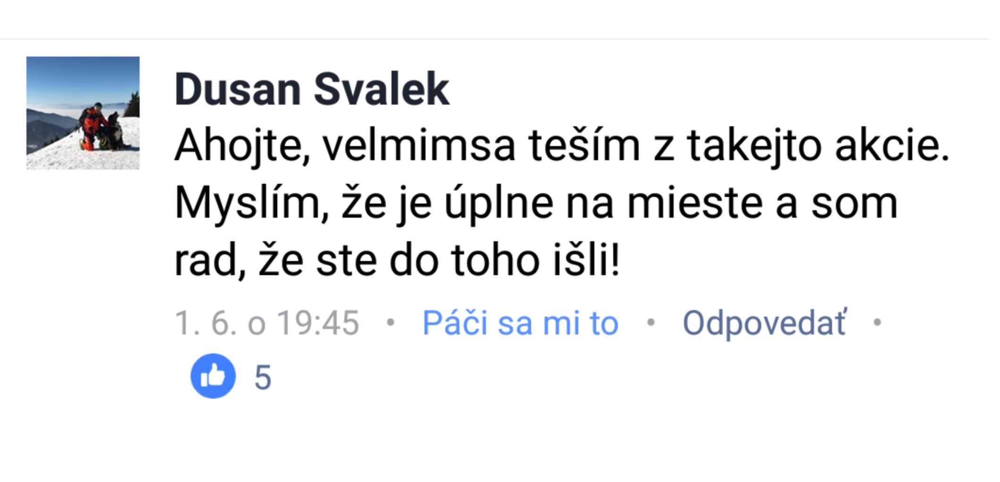 Dusan Svalek
Ahojte, velmimsa teším z takejto akcie.
Myslím, že je úplne na mieste a som
rad, že ste do toho išli!
1. 6. o 19:45 • Páči sa mi to • Odpovedať •
5